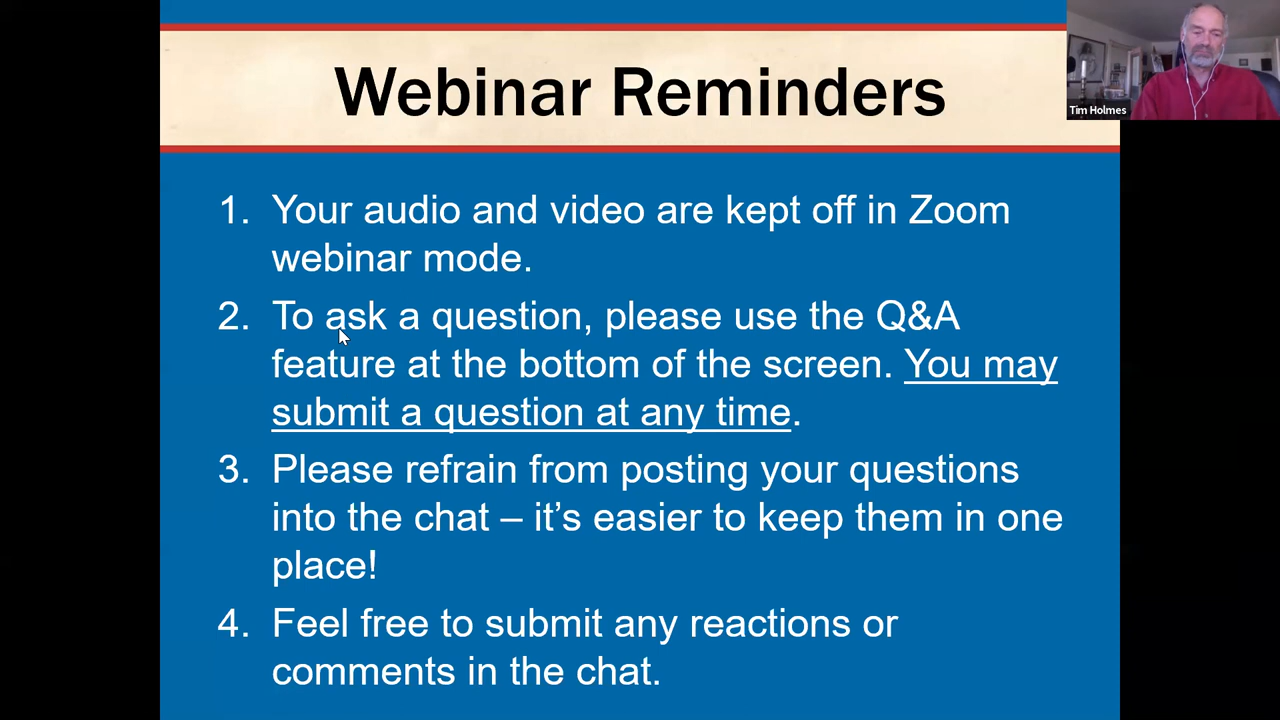 Webinar Reminders
Tim Holmes
1. Your audio and video are kept off in Zoom
webinar mode.
2. To ask a question, please use the Q&A
feature at the bottom of the screen. You may
submit a question at any time.
3. Please refrain from posting your questions
into the chat – it’s easier to keep them in one
place!
4. Feel free to submit any reactions or
comments in the chat.